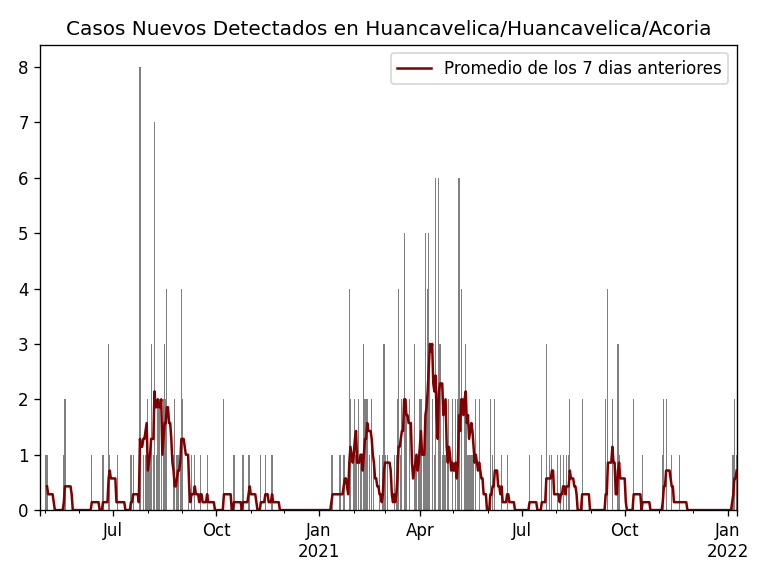 Casos Nuevos Detectados en Huancavelica/Huancavelica/Acoria
Promedio de los 7 dias anteriores
8
7
6
5
4
3
2
1
0
Jul
Oct
Jan
2021
Apr
Jul
Oct
Jan
2022